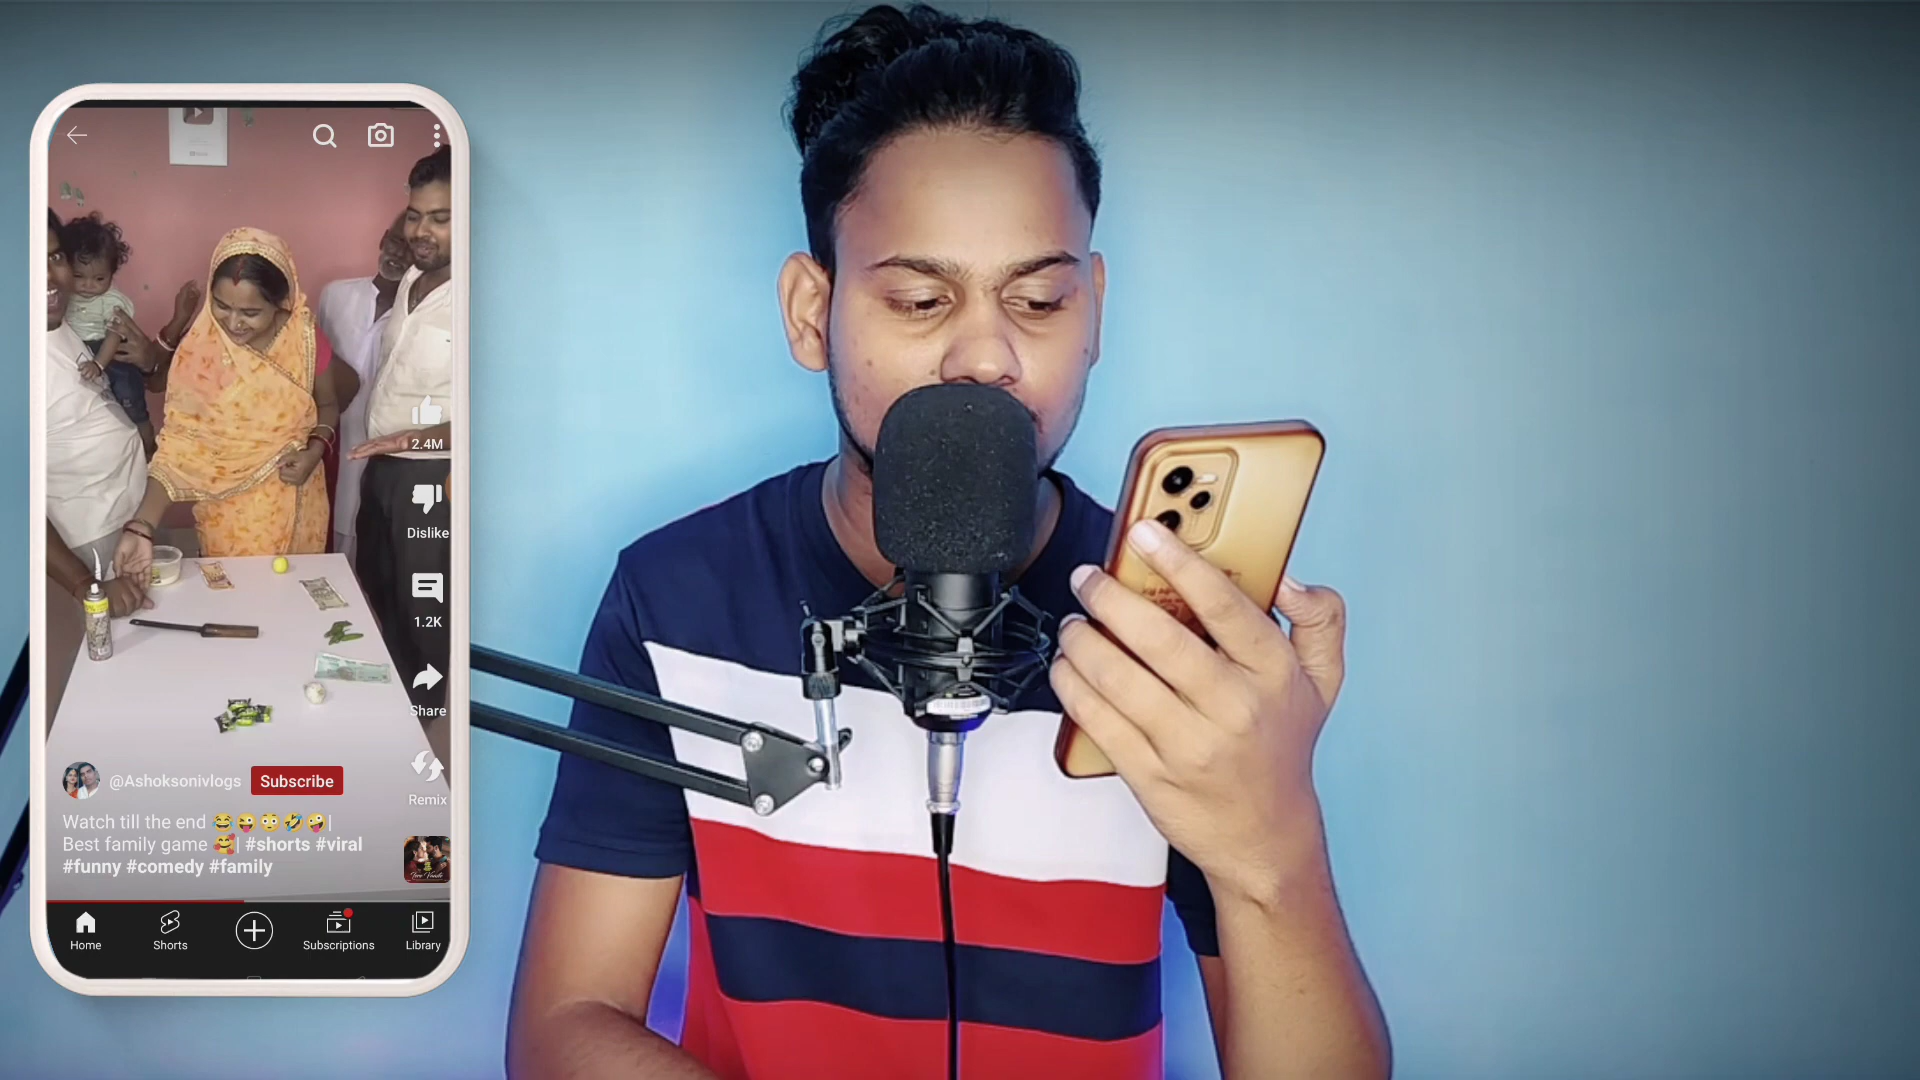 2.4M
Dislike
1.2K
Share
@Ashoksonivlogs Subscribe
Remix
Watch till the end 😂😜😳🤣🤪|
Best family game 🥰| #shorts #viral
#funny #comedy #family
Home
Shorts
Subscriptions
Library